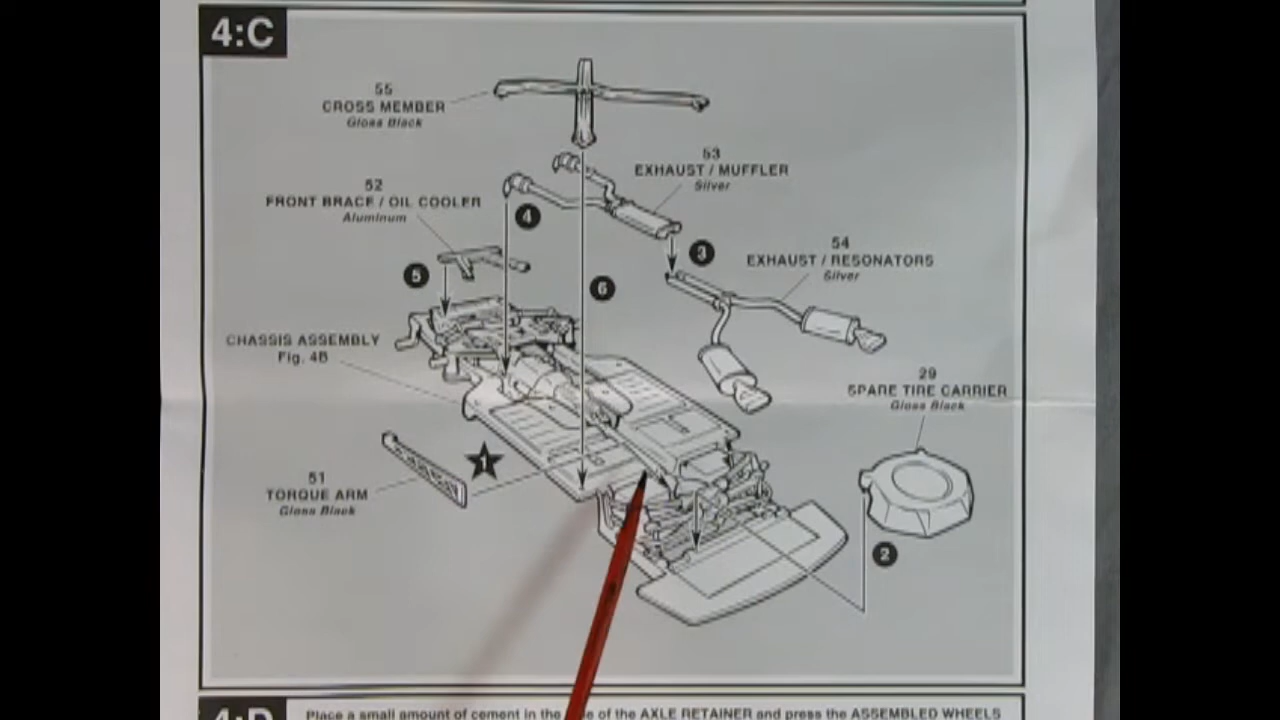 4:C
55
CROSS MEMBER
Gloss Black
53
EXHAUST / MUFFLER
Silver
52
FRONT BRACE / OIL COOLER
Aluminum
4
3
54
EXHAUST / RESONATORS
Silver
5
6
CHASSIS ASSEMBLY
Fig. 4B
29
SPARE TIRE CARRIER
Gloss Black
1
51
TORQUE ARM
Gloss Black
2
4:D
Place a small amount of cement in the of the AXLE RETAINER and press the ASSEMBLED WHEELS